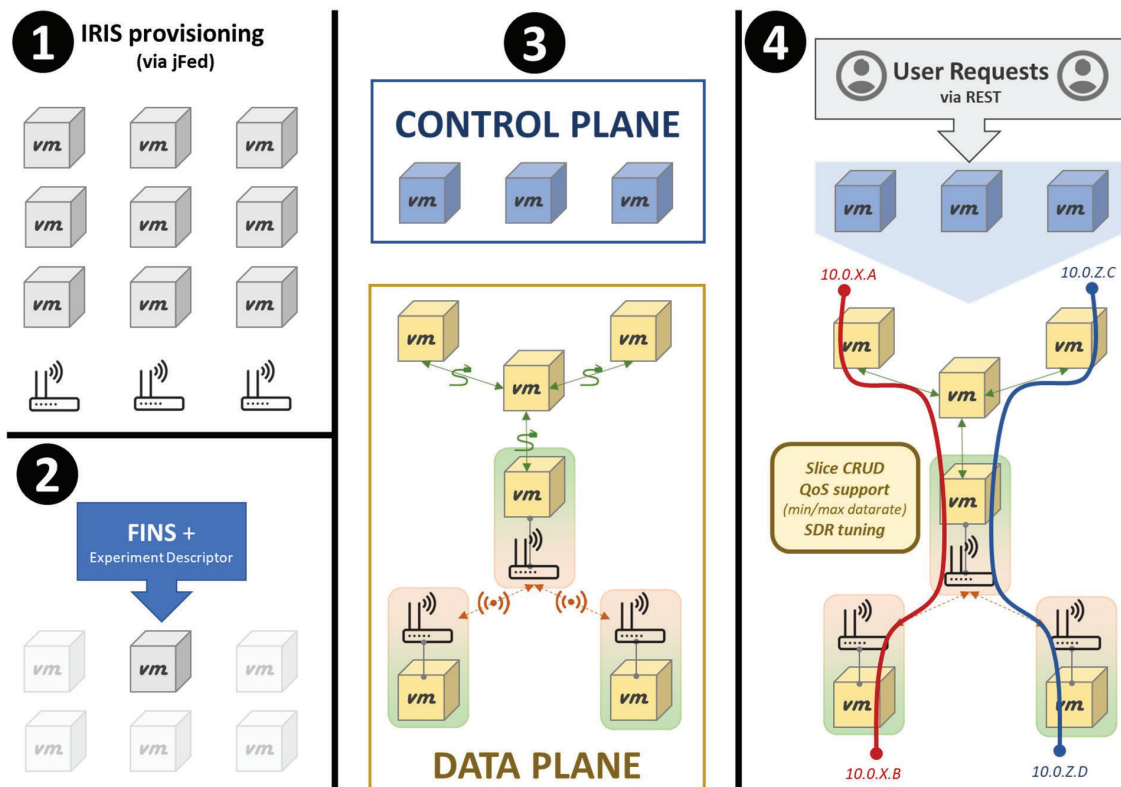 1
IRIS provisioning
(via jFed)
vm vm vm
vm vm vm
vm vm vm
2
FINS +
Experiment Descriptor
vm vm vm
vm vm vm
3
CONTROL PLANE
vm vm vm
vm vm
vm
vm
vm vm
DATA PLANE
4
User Requests
via REST
vm vm vm
10.0.X.A 10.0.Z.C
vm vm
vm
Slice CRUD
QoS support
(min/max datarate)
SDR tuning
vm
vm vm
10.0.X.B 10.0.Z.D